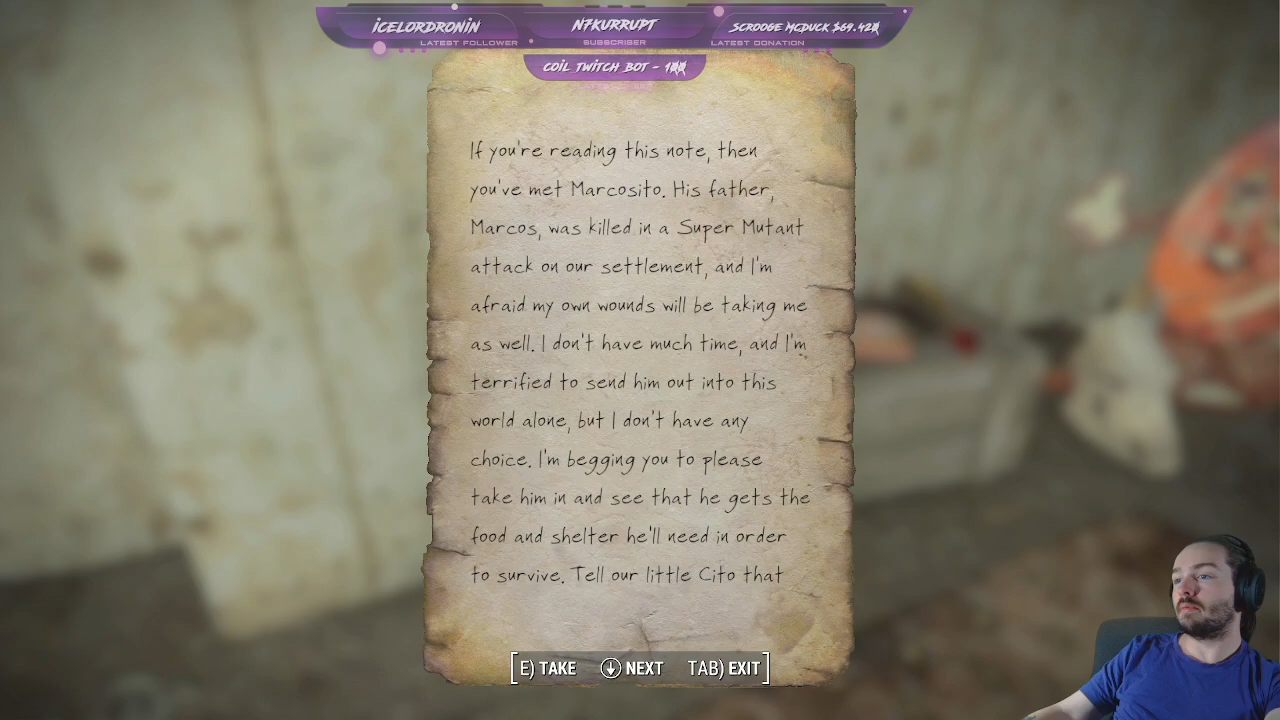 ICELORDRONIN
LATEST FOLLOWER
N7KURRUPT
SUBSCRIBER
SCROOGE MCDUCK
LATEST DONATION
COIL TWITCH BOT -
If you're reading this note, then
you've met Marcosito. His father,
Marcos, was killed in a Super Mutant
attack on our settlement, and I'm
afraid my own wounds will be taking me
as well. I don't have much time, and I'm
terrified to send him out into this
world alone, but I don't have any
choice. I'm begging you to please
take him in and see that he gets the
food and shelter he'll need in order
to survive. Tell our little Cito that
E) TAKE NEXT TAB) EXIT